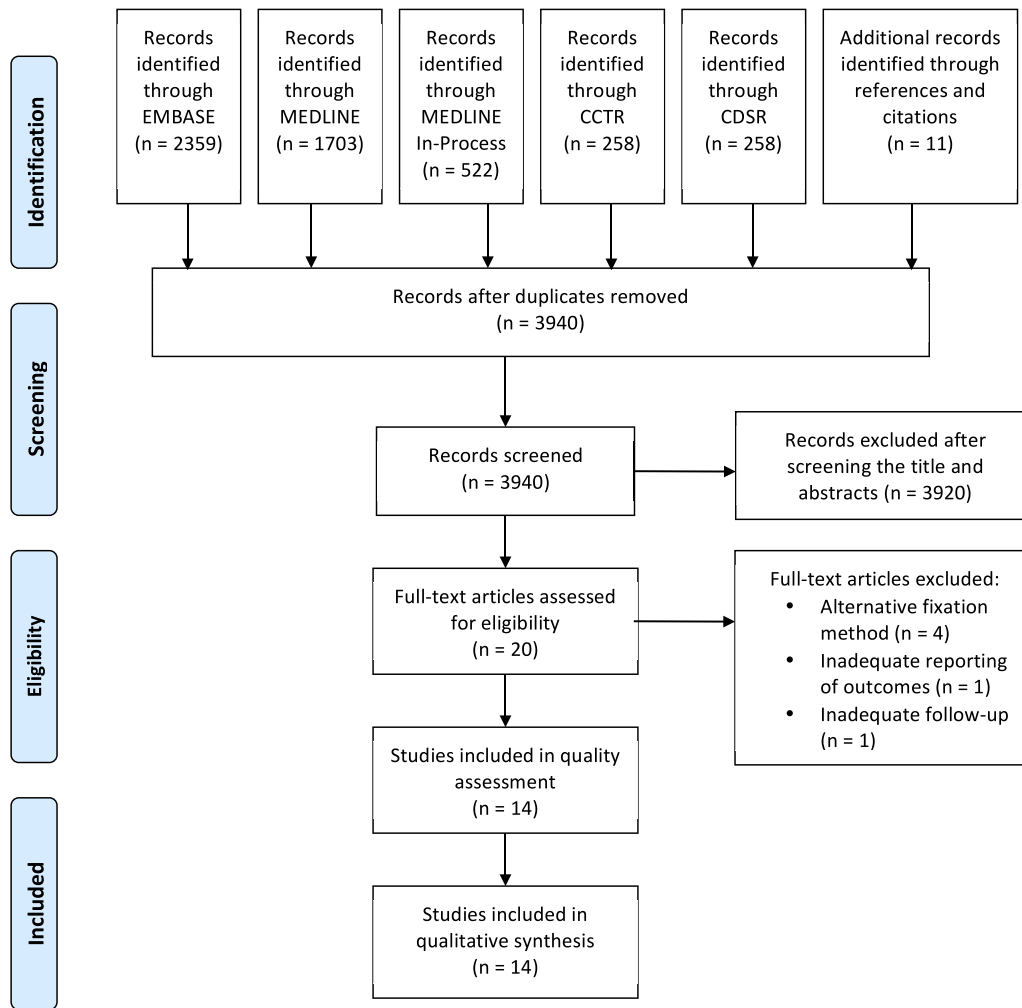 Identification
Records
identified
through
EMBASE
(n = 2359)
Records
identified
through
MEDLINE
(n = 1703)
Records
identified
through
MEDLINE
In-Process
(n = 522)
Records
identified
through
CCTR
(n = 258)
Records
identified
through
CDSR
(n = 258)
Additional records
identified through
references and
citations
(n = 11)
Records after duplicates removed
(n = 3940)
Screening
Records screened
(n = 3940)
Records excluded after
screening the title and
abstracts (n = 3920)
Eligibility
Full-text articles assessed
for eligibility
(n = 20)
Full-text articles excluded:
• Alternative fixation
method (n = 4)
• Inadequate reporting
of outcomes (n = 1)
• Inadequate follow-up
(n = 1)
Studies included in quality
assessment
(n = 14)
Included
Studies included in
qualitative synthesis
(n = 14)